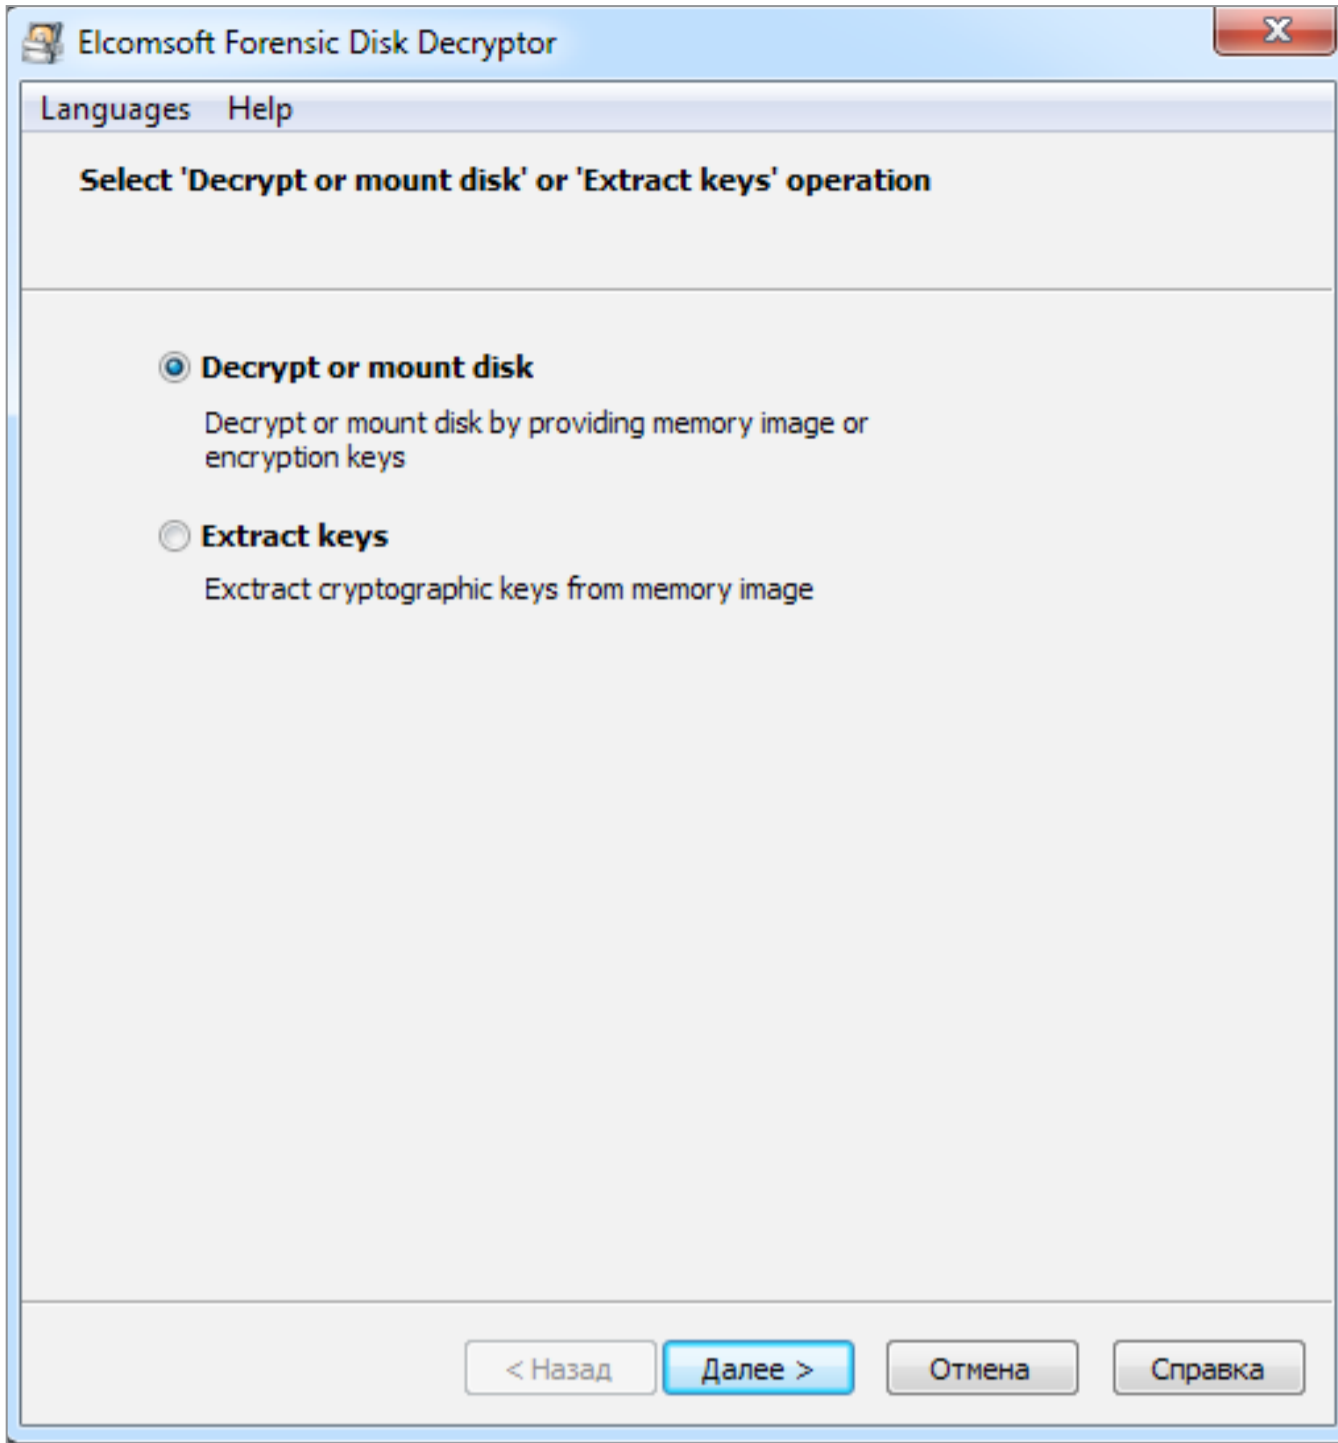 Elcomsoft Forensic Disk Decryptor
Languages Help
Select 'Decrypt or mount disk' or 'Extract keys' operation
Decrypt or mount disk
Decrypt or mount disk by providing memory image or
encryption keys
Extract keys
Exctract cryptographic keys from memory image
< Назад Далее > Отмена Справка